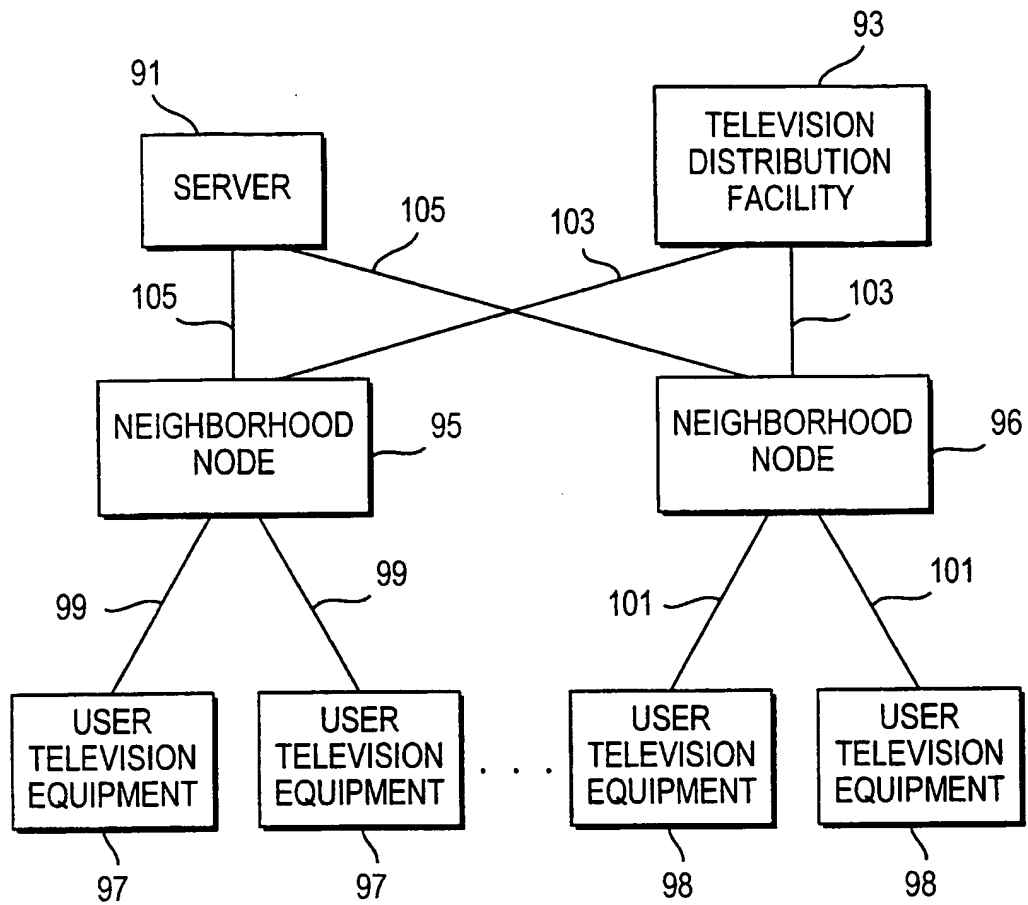 91
93
SERVER
TELEVISION
DISTRIBUTION
FACILITY
105
103
105
103
NEIGHBORHOOD
NODE
95
NEIGHBORHOOD
NODE
96
99
99
101
101
USER
TELEVISION
EQUIPMENT
USER
TELEVISION
EQUIPMENT
. . . .
USER
TELEVISION
EQUIPMENT
USER
TELEVISION
EQUIPMENT
97
97
98
98